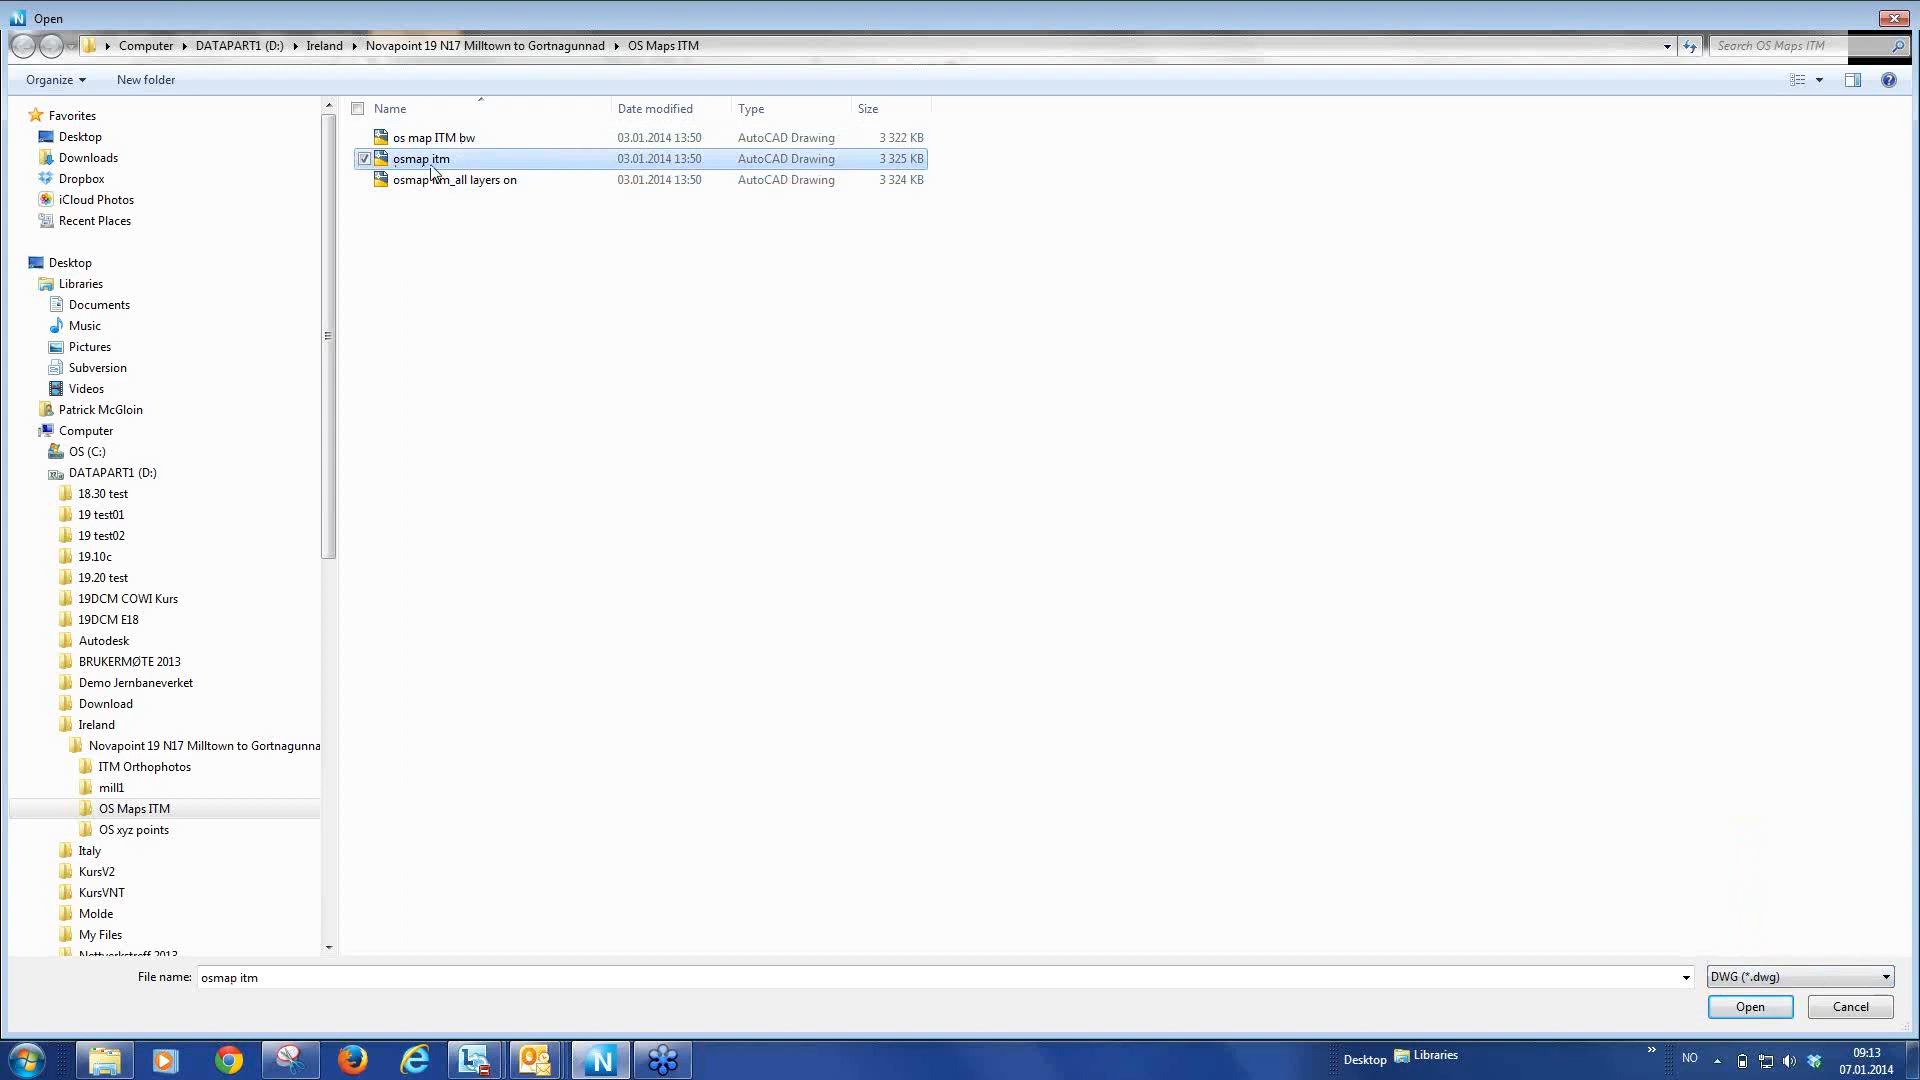 Open
Computer ▸ DATAPART1 (D:) ▸ Ireland ▸ Novapoint 19 N17 Milltown to Gortnagunnad ▸ OS Maps ITM
Search OS Maps ITM
Organize New folder
Name Date modified Type Size
os map ITM bw 03.01.2014 13:50 AutoCAD Drawing 3 322 KB
osmap itm 03.01.2014 13:50 AutoCAD Drawing 3 325 KB
osmap itm_all layers on 03.01.2014 13:50 AutoCAD Drawing 3 324 KB
Favorites
Desktop
Downloads
Dropbox
iCloud Photos
Recent Places
Desktop
Libraries
Documents
Music
Pictures
Subversion
Videos
Patrick McGloin
Computer
OS (C:)
DATAPART1 (D:)
18.30 test
19 test01
19 test02
19.10c
19.20 test
19DCM COWI Kurs
19DCM E18
Autodesk
BRUKERMØTE 2013
Demo Jernbaneverket
Download
Ireland
Novapoint 19 N17 Milltown to Gortnagunna
ITM Orthophotos
mill1
OS Maps ITM
OS xyz points
Italy
KursV2
KursVNT
Molde
My Files
File name: osmap itm
DWG (*.dwg)
Open Cancel
Desktop Libraries » NO
09:13
07.01.2014